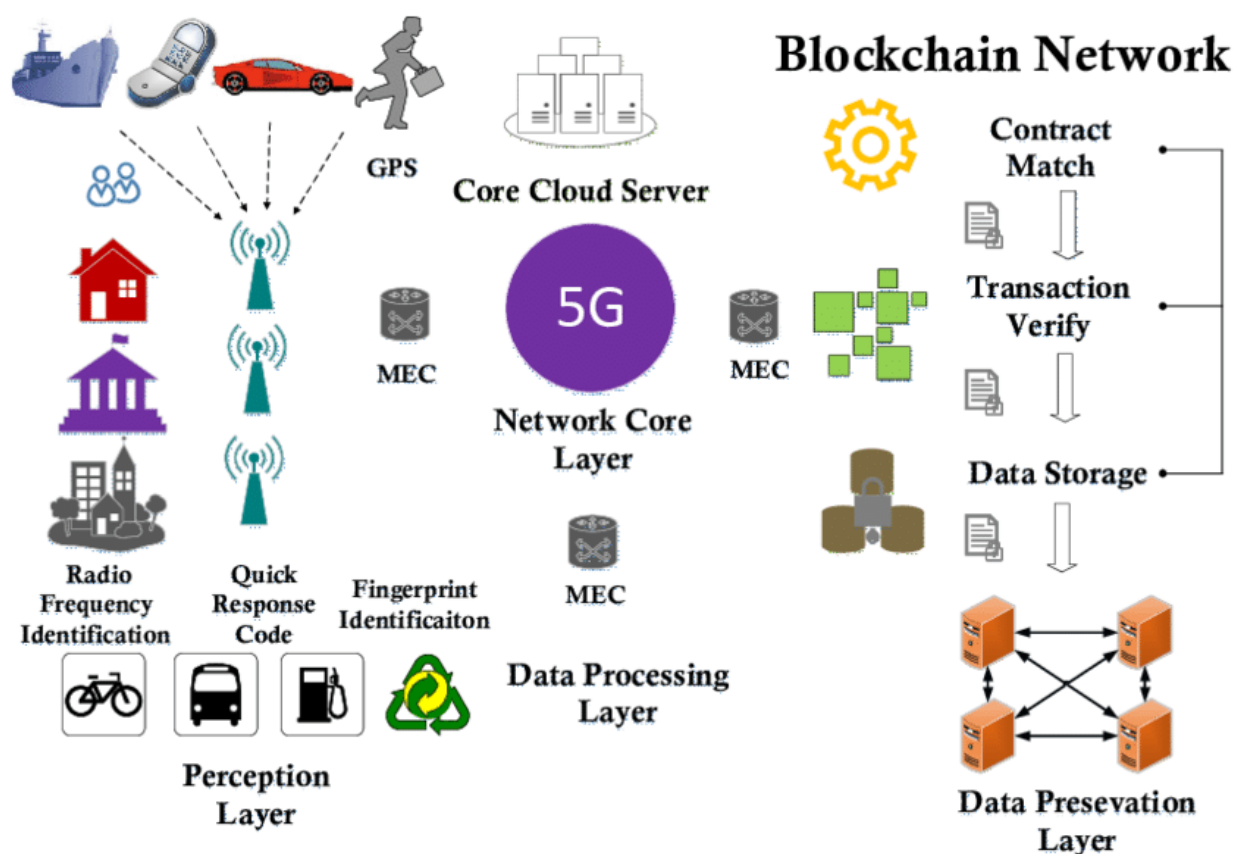 Blockchain Network
GPS
Core Cloud Server
Contract
Match
5G
MEC
MEC
Transaction
Verify
Network Core
Layer
Data Storage
MEC
Radio
Frequency
Identification
Quick
Response
Code
Fingerprint
Identificaiton
Data Processing
Layer
Perception
Layer
Data Presevation
Layer